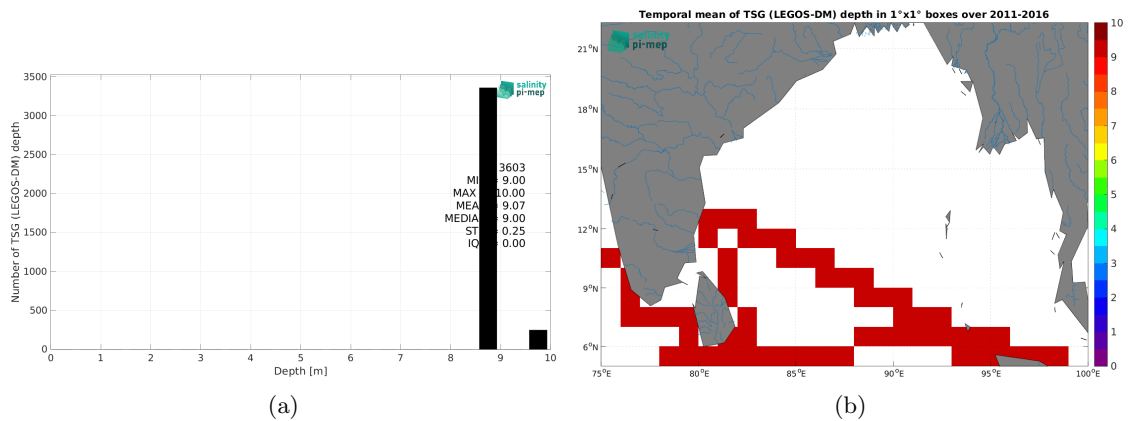 Temporal mean of TSG (LEGOS-DM) depth in 1°x1° boxes over 2011-2016
salinity
pi-mep
salinity
pi-mep
3500
3000
2500
2000
1500
1000
500
0
Number of TSG (LEGOS-DM) depth
3603
9.00
MAX 10.00
9.07
9.00
0.25
0.00
0 1 2 3 4 5 6 7 8 9 10
Depth [m]
21°N
18°N
15°N
12°N
9°N
6°N
75°E 80°E 85°E 90°E 95°E 100°E
10
9
8
7
6
5
4
3
2
1
0
(a)
(b)